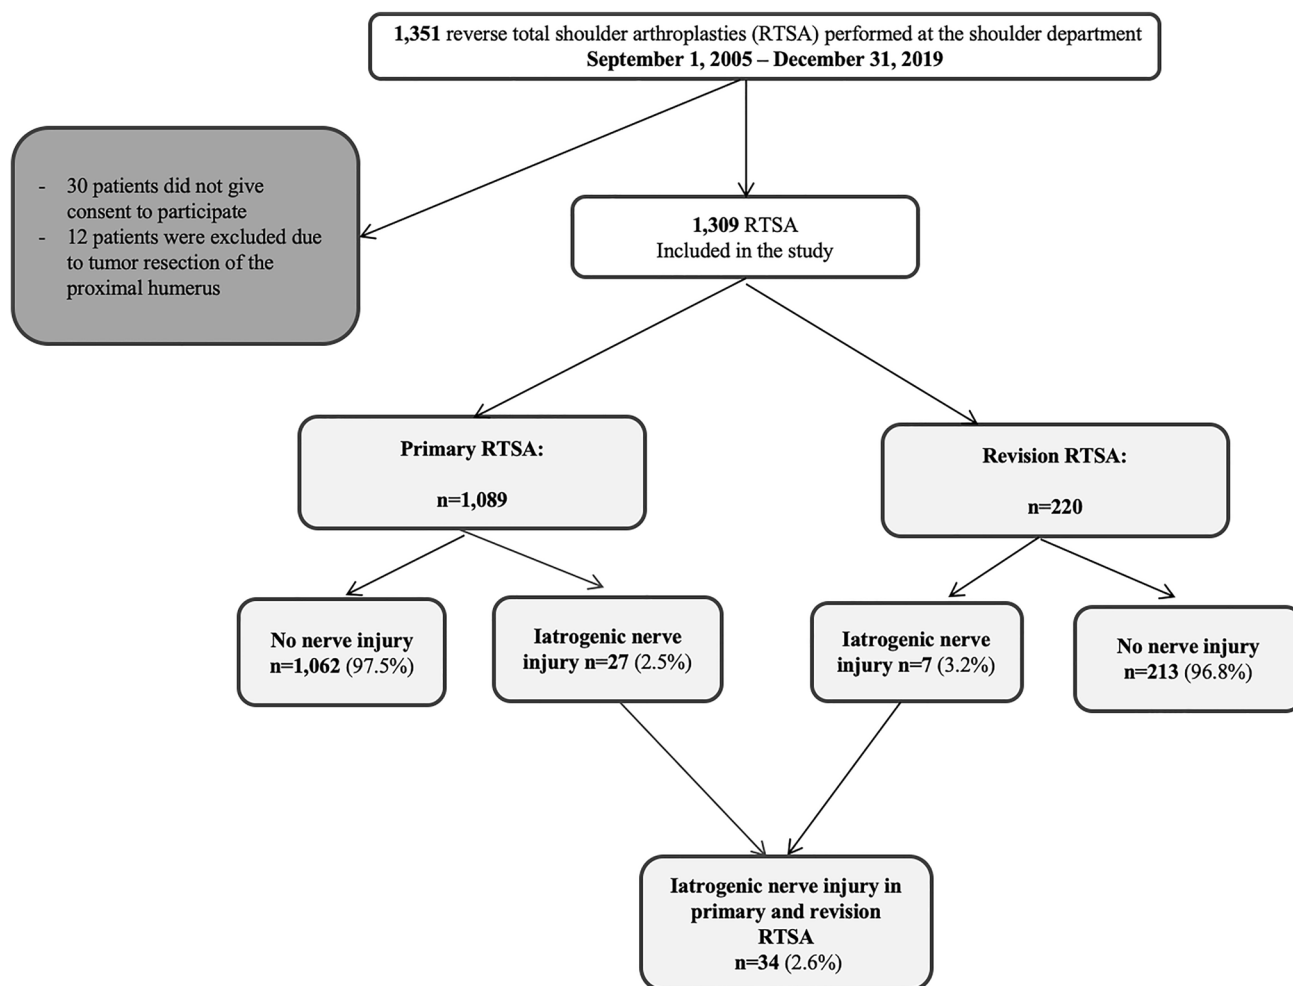 1,351 reverse total shoulder arthroplasties (RTSA) performed at the shoulder department
September 1, 2005 – December 31, 2019
- 30 patients did not give
consent to participate
- 12 patients were excluded due
to tumor resection of the
proximal humerus
1,309 RTSA
Included in the study
Primary RTSA:
n=1,089
Revision RTSA:
n=220
No nerve injury
n=1,062 (97.5%)
Iatrogenic nerve
injury n=27 (2.5%)
Iatrogenic nerve
injury n=7 (3.2%)
No nerve injury
n=213 (96.8%)
Iatrogenic nerve injury in
primary and revision
RTSA
n=34 (2.6%)